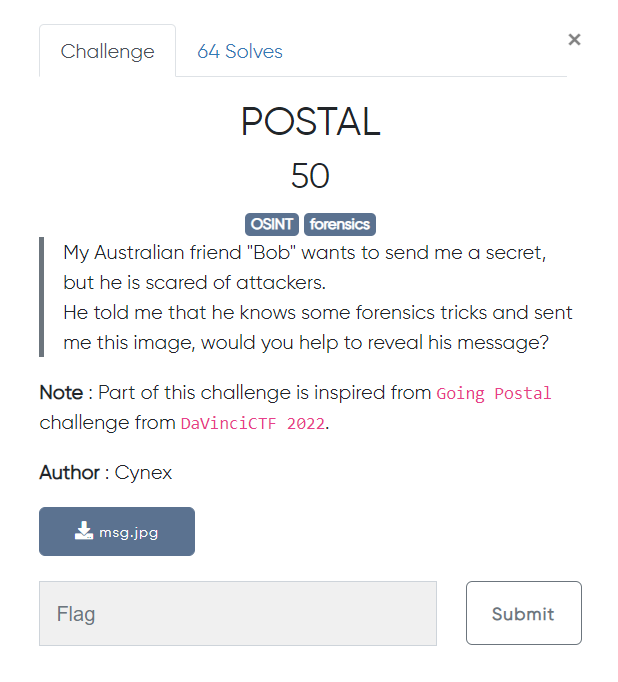 Challenge
64 Solves
×
POSTAL
50
OSINT forensics
My Australian friend "Bob" wants to send me a secret,
but he is scared of attackers.
He told me that he knows some forensics tricks and sent
me this image, would you help to reveal his message?
Note : Part of this challenge is inspired from Going Postal
challenge from DaVinciCTF 2022.
Author : Cynex
msg.jpg
Flag
Submit